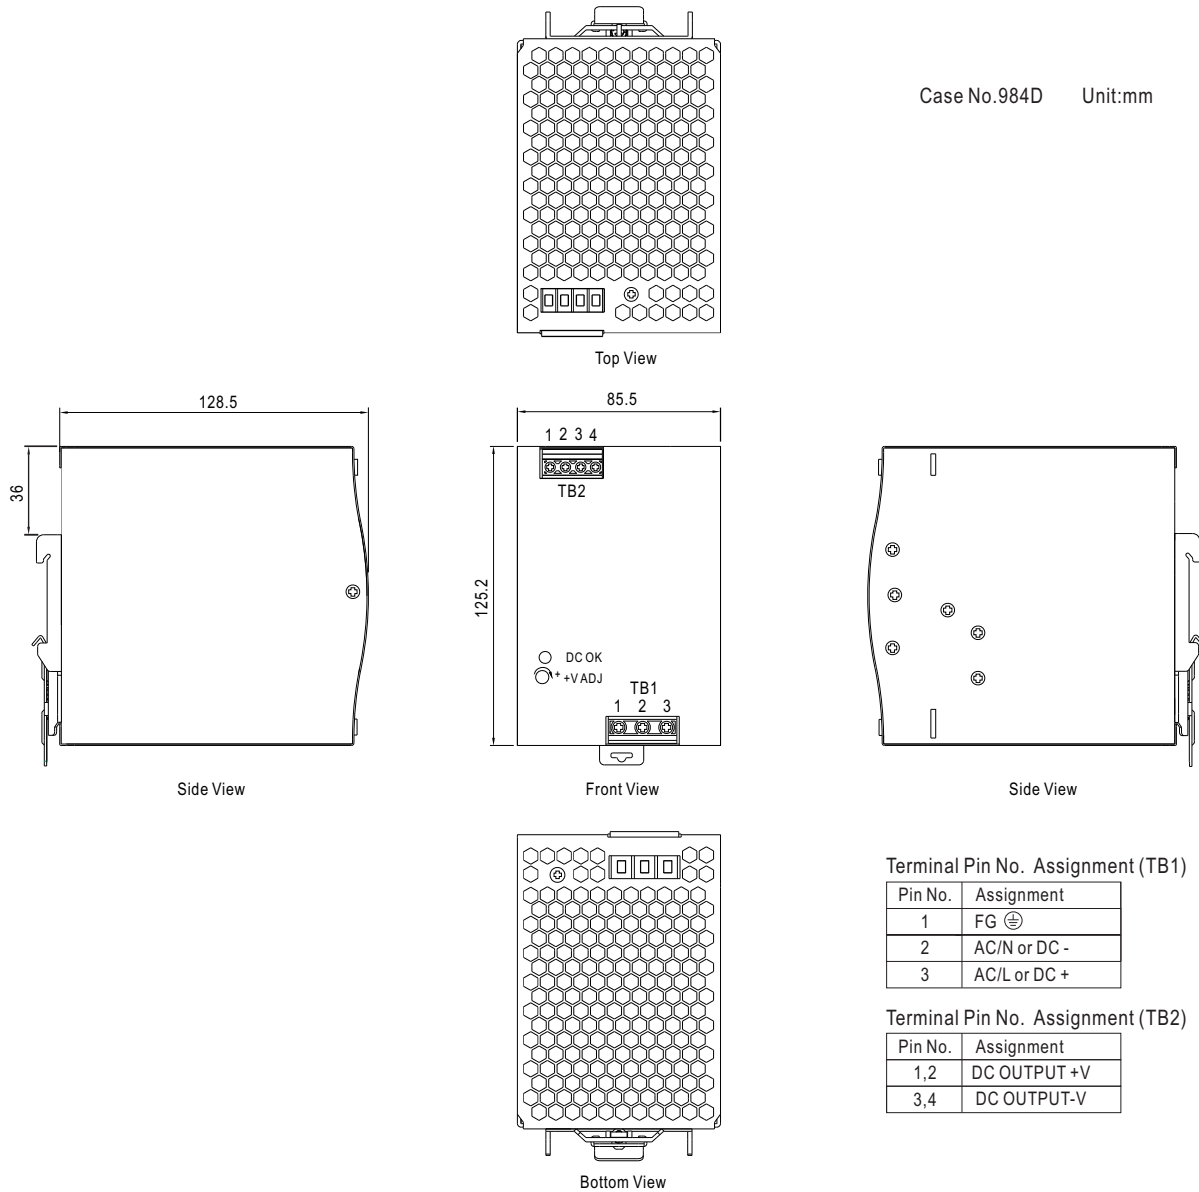 Case No.984D Unit:mm
Top View
128.5
85.5
36
125.2
1 2 3 4
TB2
DC OK
+ +V ADJ
TB1
1 2 3
Side View
Front View
Side View
Bottom View
Terminal Pin No. Assignment (TB1)
Pin No. Assignment
1 FG
2 AC/N or DC -
3 AC/L or DC +
Terminal Pin No. Assignment (TB2)
Pin No. Assignment
1,2 DC OUTPUT +V
3,4 DC OUTPUT-V